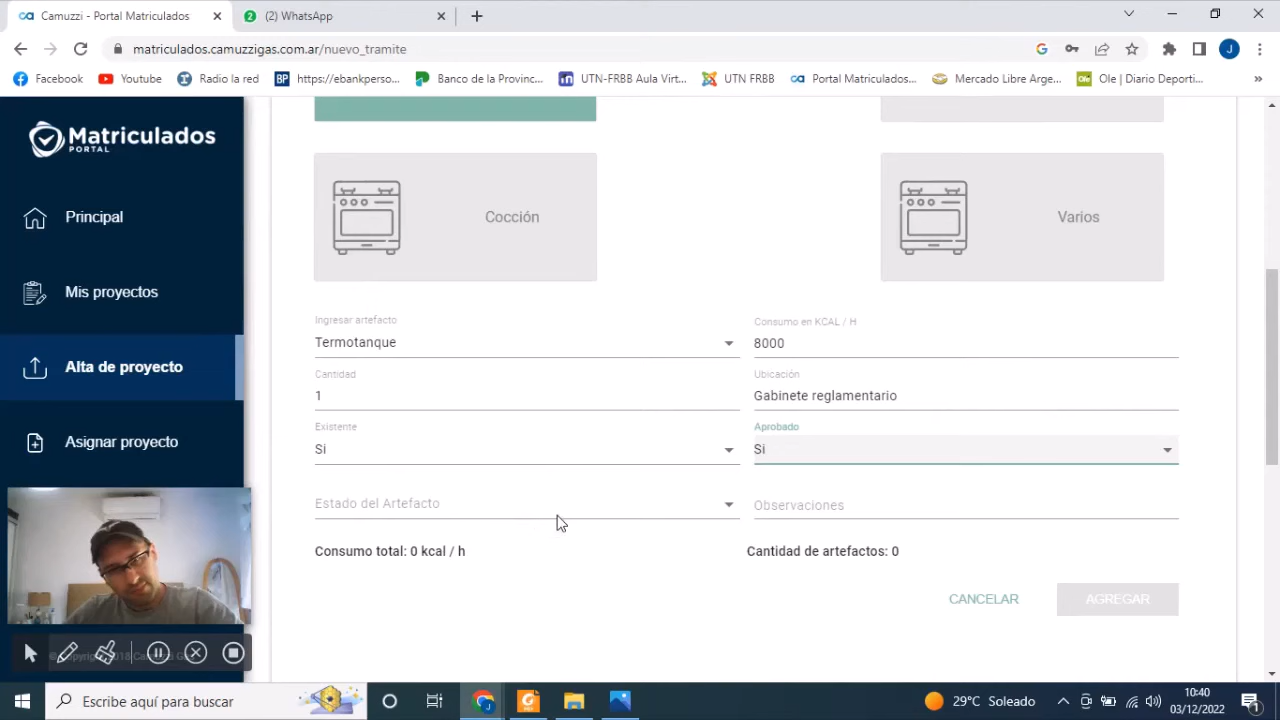 Camuzzi - Portal Matriculados
(2) WhatsApp
matriculados.camuzzigas.com.ar/nuevo_tramite
Facebook
Youtube
Radio la red
https://ebankperso...
Banco de la Provinc...
UTN-FRBB Aula Virt...
UTN FRBB
Portal Matriculados...
Mercado Libre Arge...
Ole | Diario Deporti...
Matriculados
PORTAL
Principal
Mis proyectos
Alta de proyecto
Asignar proyecto
Cocción
Varios
Ingresar artefacto
Termotanque
Consumo en KCAL / H
8000
Cantidad
1
Ubicación
Gabinete reglamentario
Existente
Si
Aprobado
Si
Estado del Artefacto
Observaciones
Consumo total: 0 kcal / h
Cantidad de artefactos: 0
CANCELAR
AGREGAR
Escribe aquí para buscar
29°C Soleado
10:40
03/12/2022